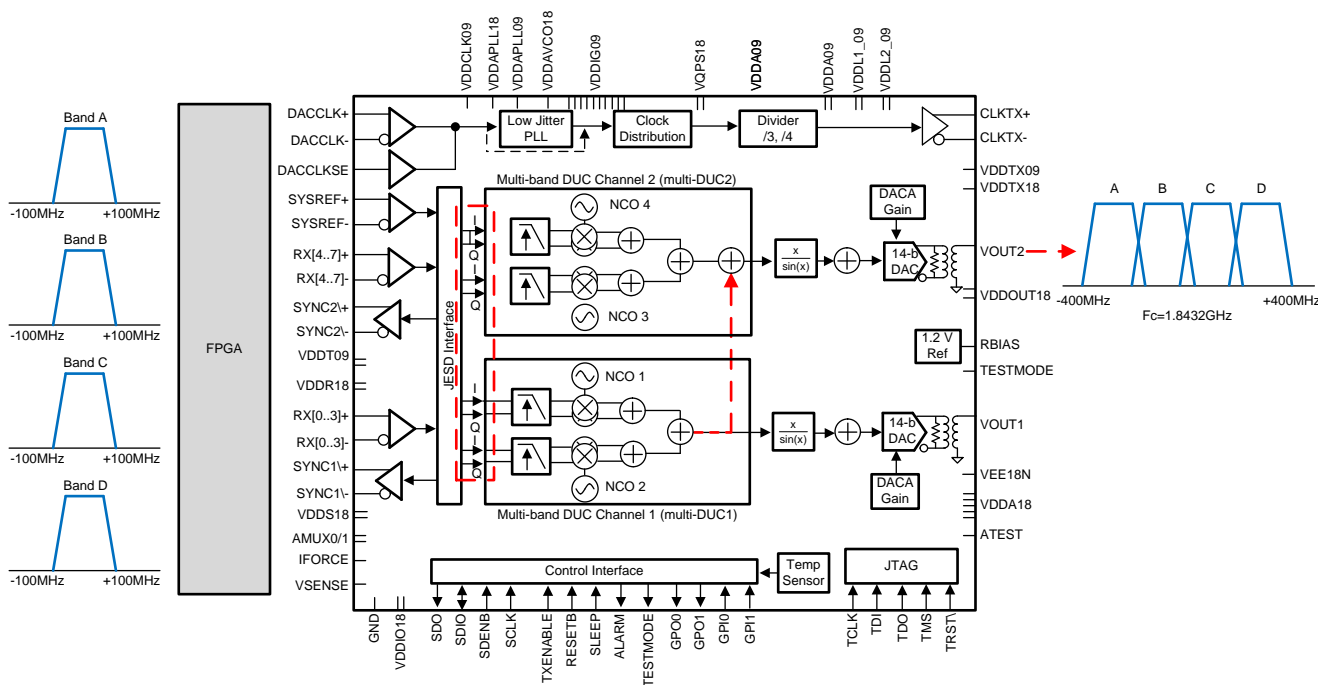 VDDCLK09
VDDAPLL18
VDDAPLL09
VDDAVCO18
VDDIG09
VQPS18
VDDA09
VDDA09
VDDL1_09
VDDL2_09
Band A
-100MHz
+100MHz
Band B
-100MHz
+100MHz
Band C
-100MHz
+100MHz
Band D
-100MHz
+100MHz
FPGA
DACCLK+
DACCLK-
DACCLKSE
SYSREF+
SYSREF-
RX[4..7]+
RX[4..7]-
SYNC2\+
SYNC2\-
VDDT09
VDDR18
RX[0..3]+
RX[0..3]-
SYNC1\+
SYNC1\-
VDDS18
AMUX0/1
IFORCE
VSENSE
Low Jitter
PLL
Clock
Distribution
Divider
/3, /4
JESD Interface
Multi-band DUC Channel 2 (multi-DUC2)
I
Q
I
Q
NCO 4
NCO 3
x
sin(x)
DACA
Gain
14-b
DAC
Multi-band DUC Channel 1 (multi-DUC1)
I
Q
I
Q
NCO 1
NCO 2
x
sin(x)
14-b
DAC
DACA
Gain
1.2 V
Ref
Control Interface
Temp
Sensor
JTAG
CLKTX+
CLKTX-
VDDTX09
VDDTX18
VOUT2
VDDOUT18
RBIAS
TESTMODE
VOUT1
VEE18N
VDDA18
ATEST
A
B
C
D
-400MHz
+400MHz
Fc=1.8432GHz
GND
VDDIO18
SDO
SDIO
SDENB
SCLK
TXENABLE
RESETB
SLEEP
ALARM
TESTMODE
GPO0
GPO1
GPI0
GPI1
TCLK
TDI
TDO
TMS
TRST\